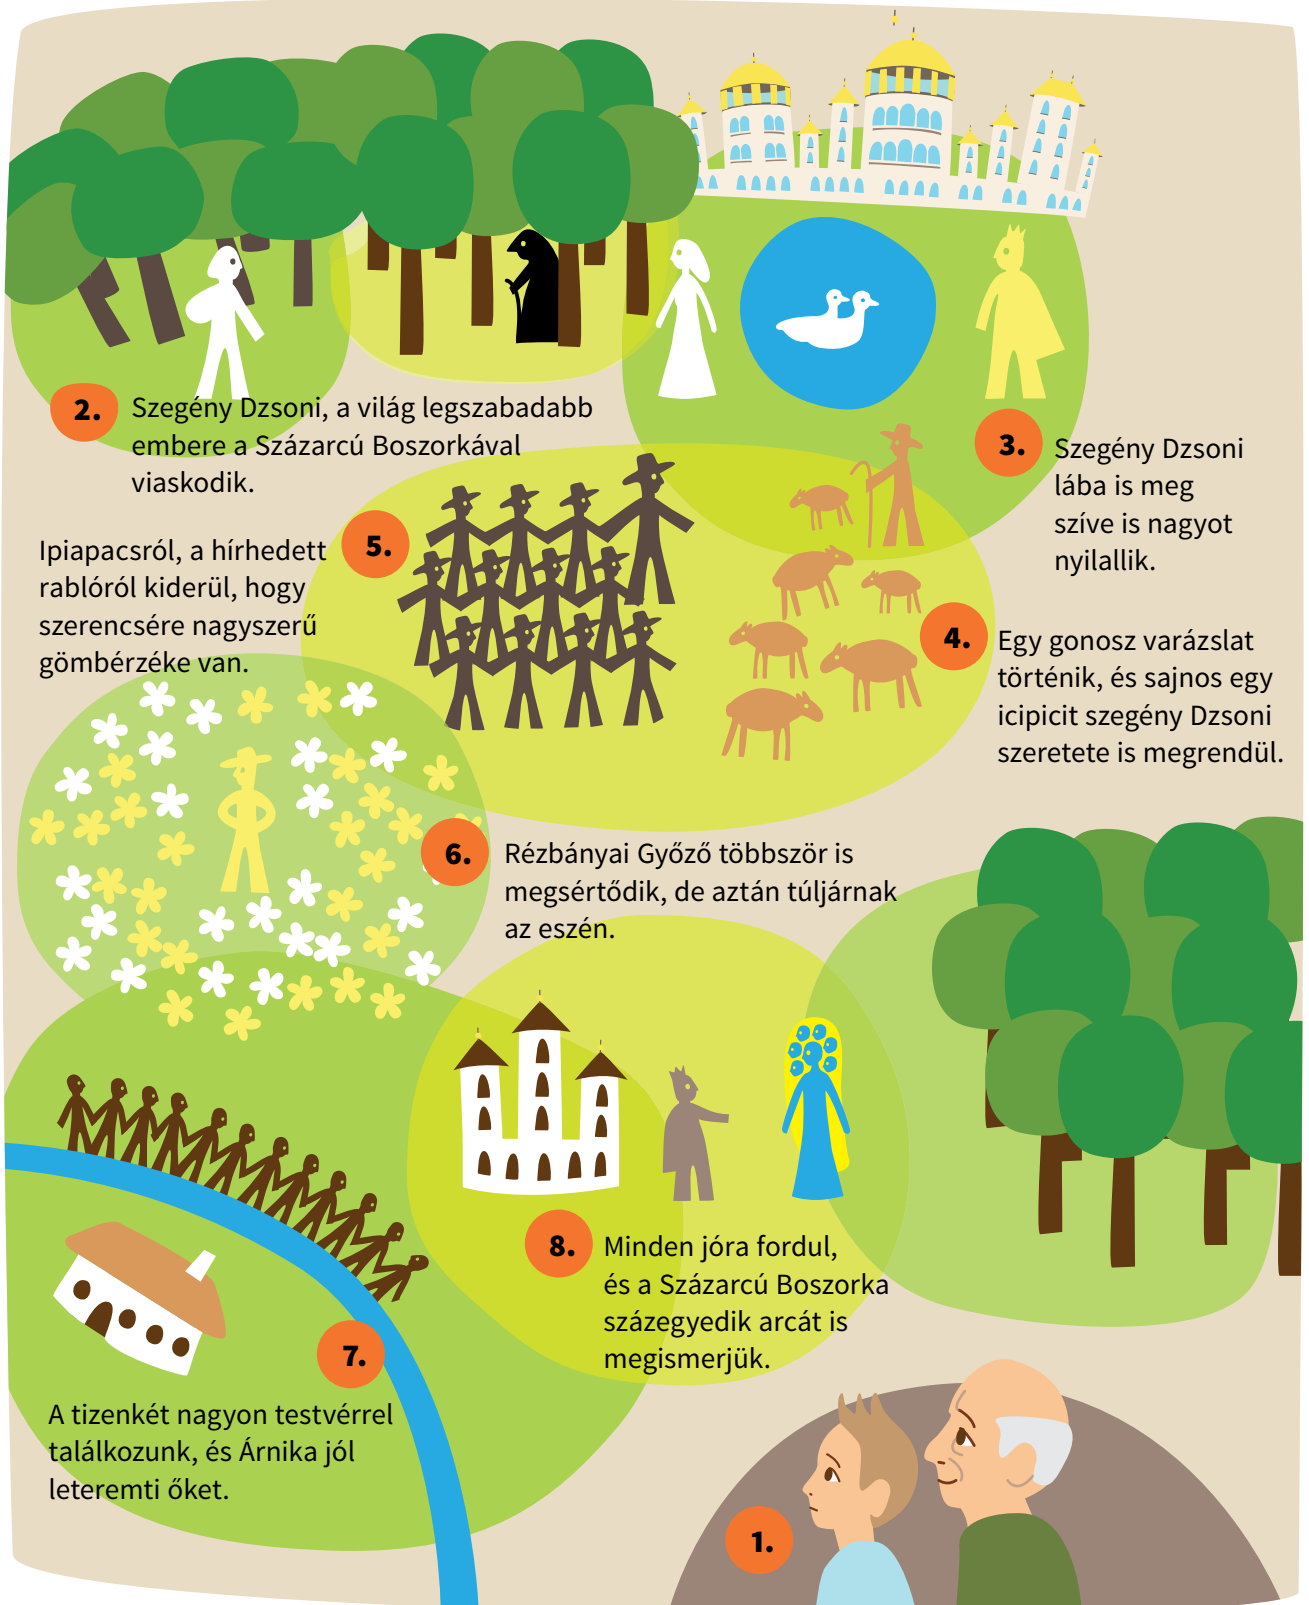 2.
Szegény Dzsoni, a világ legszabadabb
embere a Százarcú Boszorkával
viaskodik.
3.
Szegény Dzsoni
lába is meg
szíve is nagyot
nyilallik.
5.
Ipiapacsról, a hírhedett
rablóról kiderül, hogy
szerencsére nagyszerű
gömbérzéke van.
4.
Egy gonosz varázslat
történik, és sajnos egy
icipicit szegény Dzsoni
szeretete is megrendül.
6.
Rézbányai Győző többször is
megsértődik, de aztán túljárnak
az eszén.
8.
Minden jóra fordul,
és a Százarcú Boszorka
százegyedik arcát is
megismerjük.
7.
A tizenkét nagyon testvérrel
találkozunk, és Árnika jól
leteremti őket.
1.